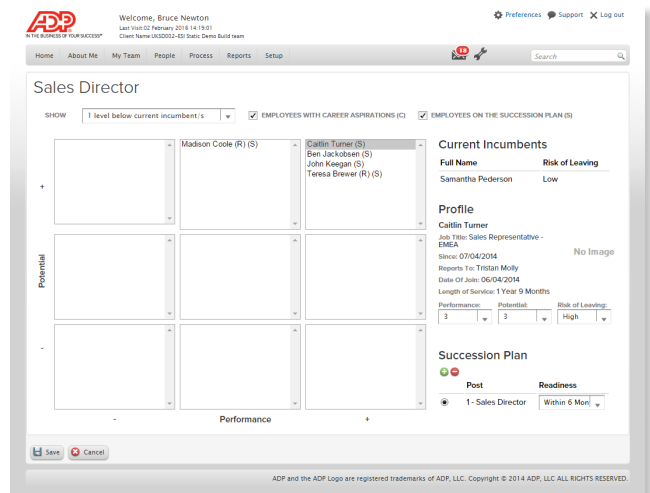 ADP
IN THE BUSINESS OF YOUR SUCCESS®
Welcome, Bruce Newton
Last Visit:02 February 2016 14:19:01
Client Name UKSD002-ESI Static Demo Build team
Preferences Support Log out
Home About Me My Team People Process Reports Setup
18
Search
Sales Director
SHOW 1 level below current incumbent/s EMPLOYEES WITH CAREER ASPIRATIONS (C) EMPLOYEES ON THE SUCCESSION PLAN (S)
Madison Coole (R) (S)
Caitlin Turner (S)
Ben Jackobsen (S)
John Keegan (S)
Teresa Brewer (R) (S)
+
Potential
-
- Performance +
Current Incumbents
Full Name Risk of Leaving
Samantha Pederson Low
Profile
Caitlin Turner
Job Title: Sales Representative -
EMEA
No Image
Since: 07/04/2014
Reports To: Tristan Molly
Date Of Join: 06/04/2014
Length of Service: 1 Year 9 Months
Performance: Potential: Risk of Leaving:
3 3 High
Succession Plan
Post Readiness
1 - Sales Director Within 6 Mont
Save Cancel
ADP and the ADP Logo are registered trademarks of ADP, LLC. Copyright © 2014 ADP, LLC ALL RIGHTS RESERVED.